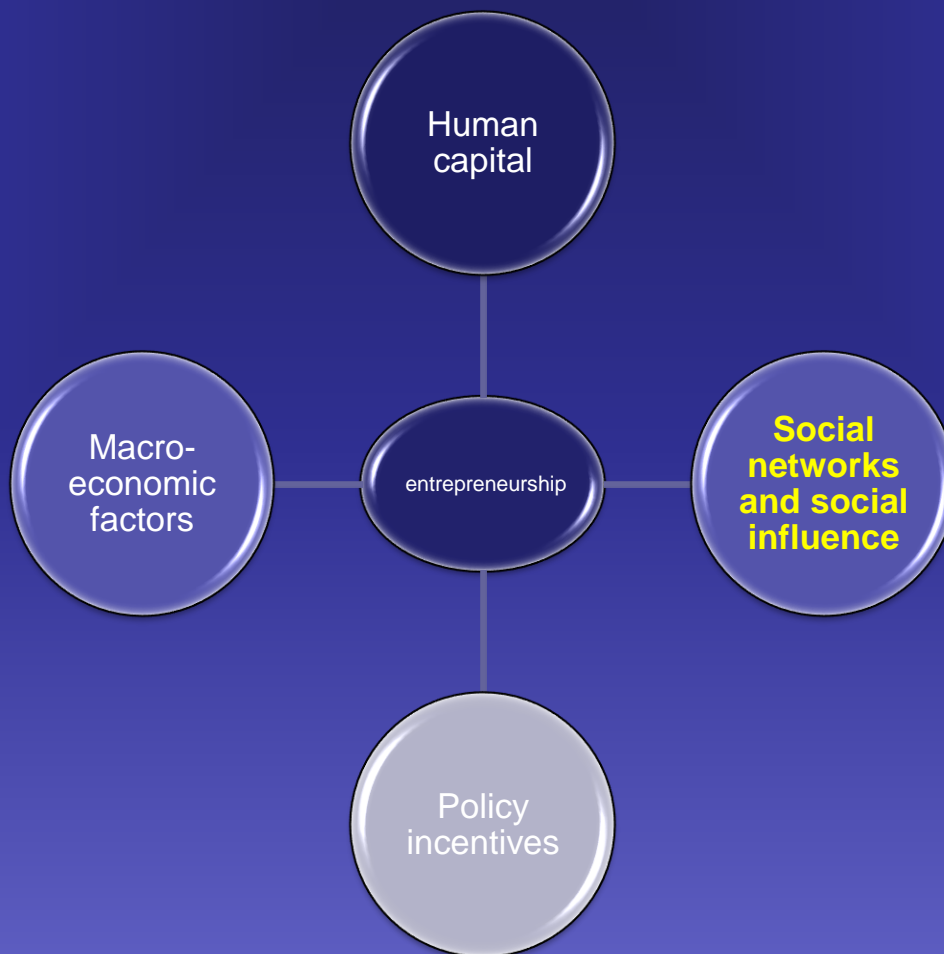 Human
capital
Macro-
economic
factors
entrepreneurship
Social
networks
and social
influence
Policy
incentives